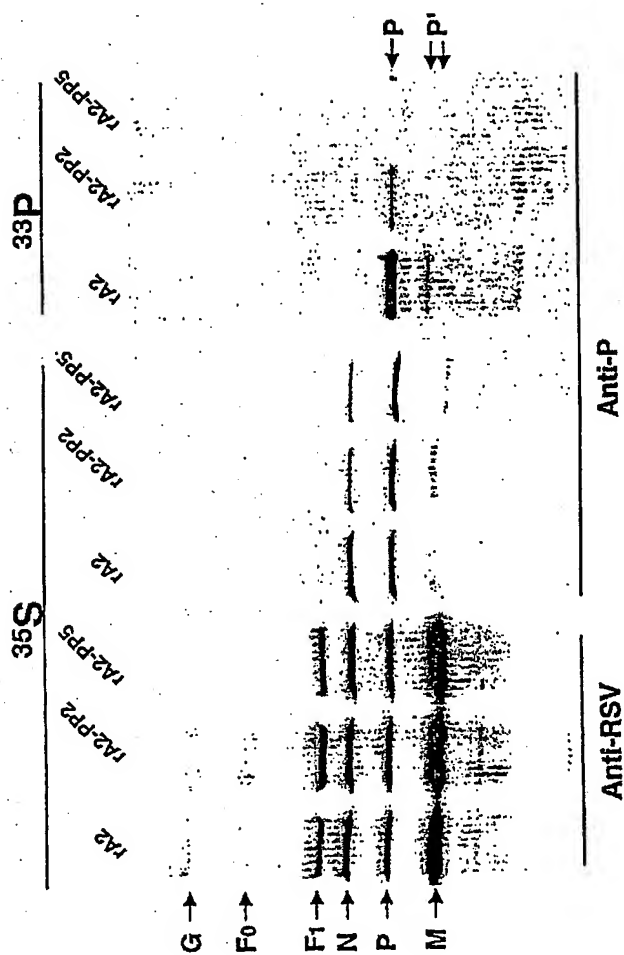 35S
33P
rA2
rA2-PP2
rA2-PP5
rA2
rA2-PP2
rA2-PP5
rA2
rA2-PP2
rA2-PP5
G
F0
F1
N
P
M
P
P'
Anti-RSV
Anti-P